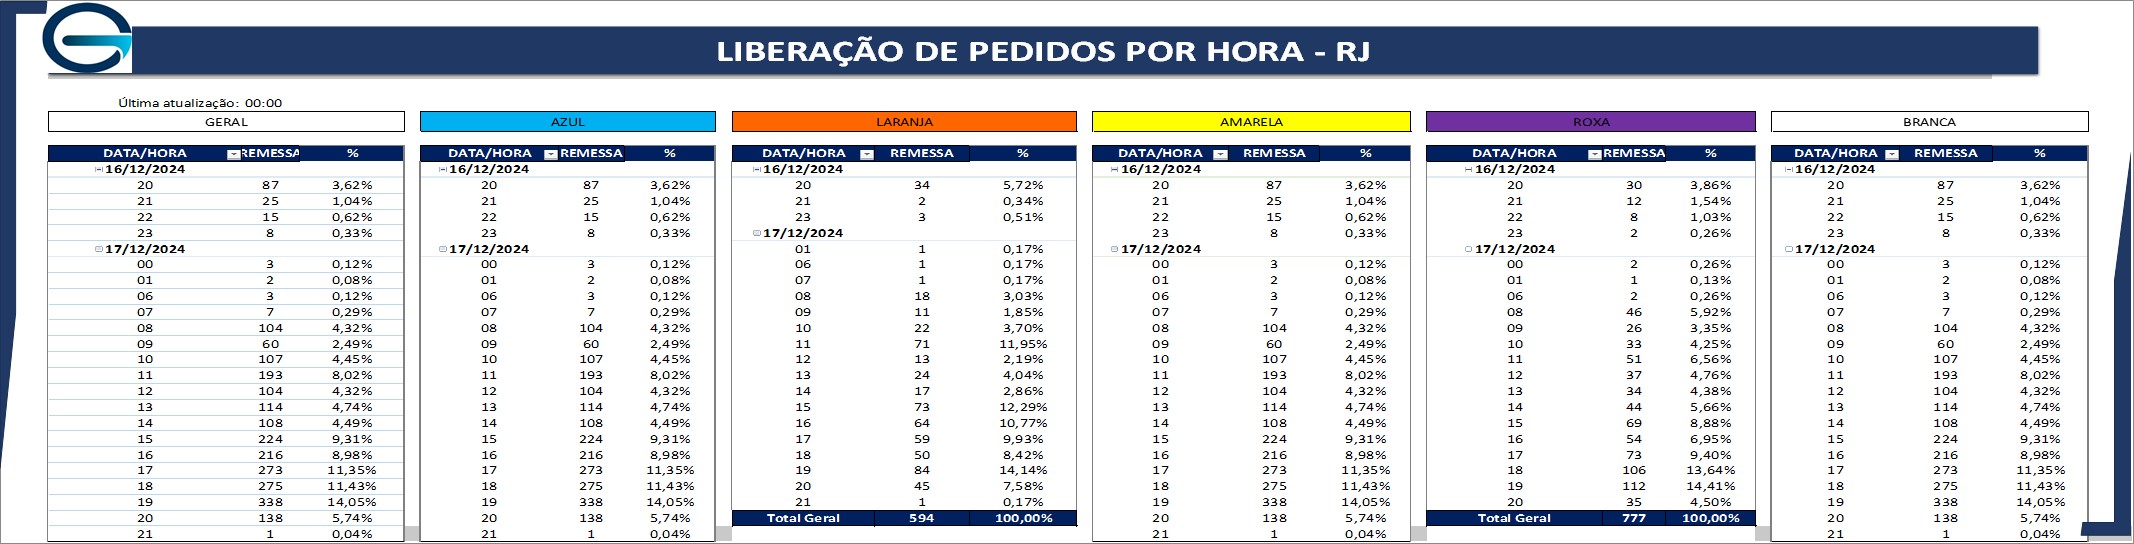 LIBERAÇÃO DE PEDIDOS POR HORA - RJ
Última atualização: 00:00
GERAL AZUL LARANJA AMARELA ROXA BRANCA
DATA/HORA REMESSA % DATA/HORA REMESSA % DATA/HORA REMESSA % DATA/HORA REMESSA % DATA/HORA REMESSA % DATA/HORA REMESSA %
16/12/2024 16/12/2024 16/12/2024 16/12/2024 16/12/2024 16/12/2024
20 87 3,62% 20 87 3,62% 20 34 5,72% 20 87 3,62% 20 30 3,86% 20 87 3,62%
21 25 1,04% 21 25 1,04% 21 2 0,34% 21 25 1,04% 21 12 1,54% 21 25 1,04%
22 15 0,62% 22 15 0,62% 23 3 0,51% 22 15 0,62% 22 8 1,03% 22 15 0,62%
23 8 0,33% 23 8 0,33% 17/12/2024 23 8 0,33% 23 2 0,26% 23 8 0,33%
17/12/2024 17/12/2024 01 1 0,17% 17/12/2024 17/12/2024 17/12/2024
00 3 0,12% 00 3 0,12% 06 1 0,17% 00 3 0,12% 00 2 0,26% 00 3 0,12%
01 2 0,08% 01 2 0,08% 07 1 0,17% 01 2 0,08% 01 1 0,13% 01 2 0,08%
06 3 0,12% 06 3 0,12% 08 18 3,03% 06 3 0,12% 06 2 0,26% 06 3 0,12%
07 7 0,29% 07 7 0,29% 09 11 1,85% 07 7 0,29% 08 46 5,92% 07 7 0,29%
08 104 4,32% 08 104 4,32% 10 22 3,70% 08 104 4,32% 09 26 3,35% 08 104 4,32%
09 60 2,49% 09 60 2,49% 11 71 11,95% 09 60 2,49% 10 33 4,25% 09 60 2,49%
10 107 4,45% 10 107 4,45% 12 13 2,19% 10 107 4,45% 11 51 6,56% 10 107 4,45%
11 193 8,02% 11 193 8,02% 13 24 4,04% 11 193 8,02% 12 37 4,76% 11 193 8,02%
12 104 4,32% 12 104 4,32% 14 17 2,86% 12 104 4,32% 13 34 4,38% 12 104 4,32%
13 114 4,74% 13 114 4,74% 15 73 12,29% 13 114 4,74% 14 44 5,66% 13 114 4,74%
14 108 4,49% 14 108 4,49% 16 64 10,77% 14 108 4,49% 15 69 8,88% 14 108 4,49%
15 224 9,31% 15 224 9,31% 17 59 9,93% 15 224 9,31% 16 54 6,95% 15 224 9,31%
16 216 8,98% 16 216 8,98% 18 50 8,42% 16 216 8,98% 17 73 9,40% 16 216 8,98%
17 273 11,35% 17 273 11,35% 19 84 14,14% 17 273 11,35% 18 106 13,64% 17 273 11,35%
18 275 11,43% 18 275 11,43% 20 45 7,58% 18 275 11,43% 19 112 14,41% 18 275 11,43%
19 338 14,05% 19 338 14,05% 21 1 0,17% 19 338 14,05% 20 35 4,50% 19 338 14,05%
20 138 5,74% 20 138 5,74% Total Geral 594 100,00% 20 138 5,74% Total Geral 777 100,00% 20 138 5,74%
21 1 0,04% 21 1 0,04% 21 1 0,04% 21 1 0,04%